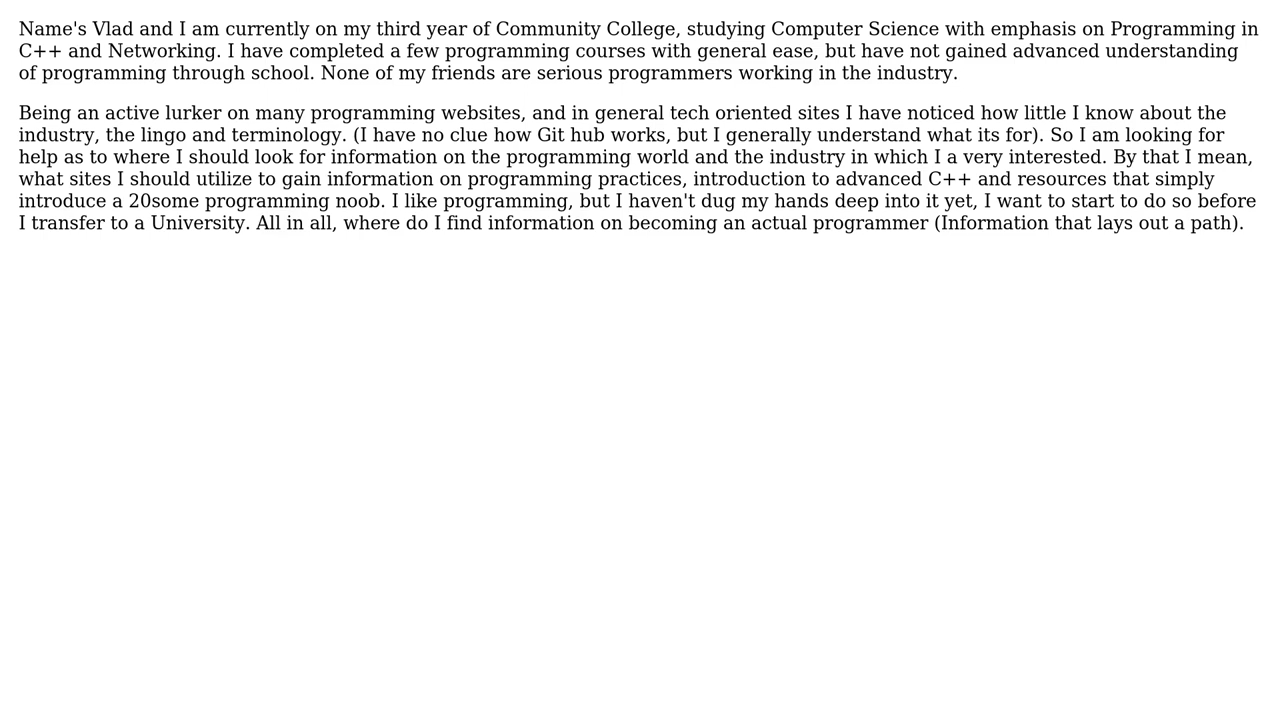 Name's Vlad and I am currently on my third year of Community College, studying Computer Science with emphasis on Programming in
C++ and Networking. I have completed a few programming courses with general ease, but have not gained advanced understanding
of programming through school. None of my friends are serious programmers working in the industry.
Being an active lurker on many programming websites, and in general tech oriented sites I have noticed how little I know about the
industry, the lingo and terminology. (I have no clue how Git hub works, but I generally understand what its for). So I am looking for
help as to where I should look for information on the programming world and the industry in which I a very interested. By that I mean,
what sites I should utilize to gain information on programming practices, introduction to advanced C++ and resources that simply
introduce a 20some programming noob. I like programming, but I haven't dug my hands deep into it yet, I want to start to do so before
I transfer to a University. All in all, where do I find information on becoming an actual programmer (Information that lays out a path).